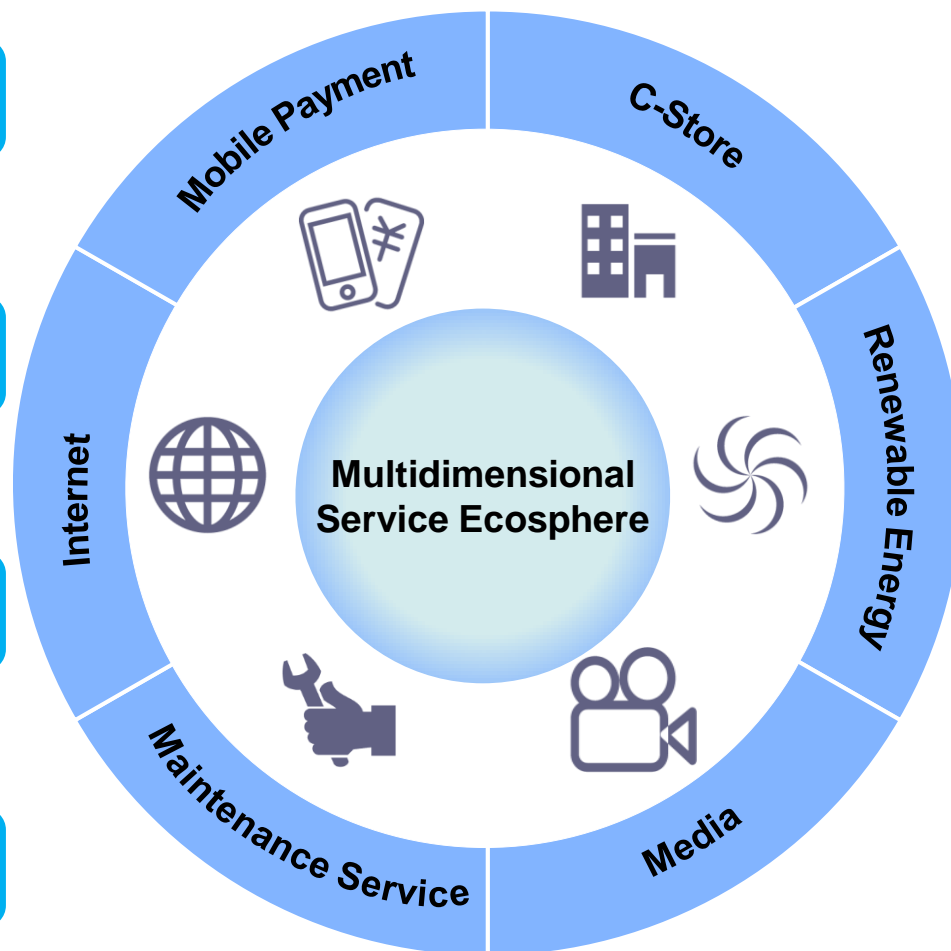 Mobile Payment
C-Store
Renewable Energy
Media
Maintenance Service
Internet
Multidimensional
Service Ecosphere
¥